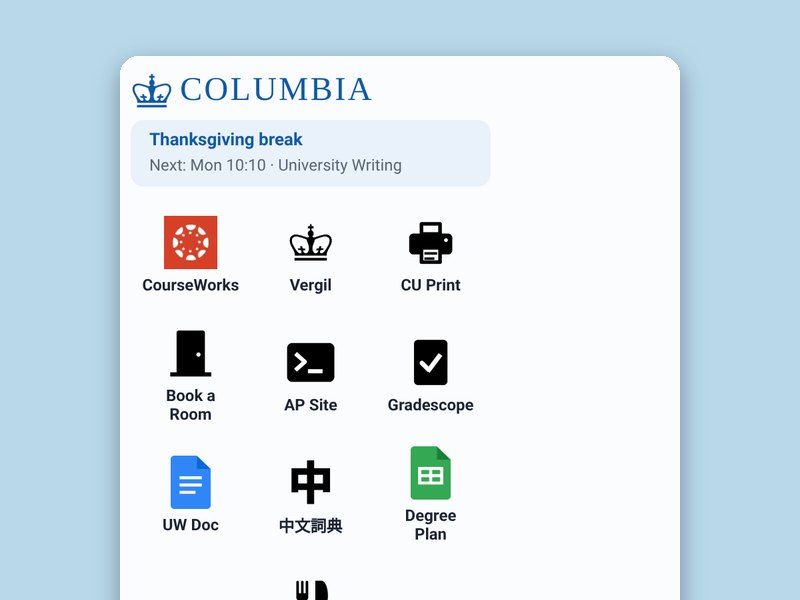 COLUMBIA
Thanksgiving break
Next: Mon 10:10 · University Writing
CourseWorks
Vergil
CU Print
Book a
Room
AP Site
Gradescope
UW Doc
中
中文詞典
Degree
Plan